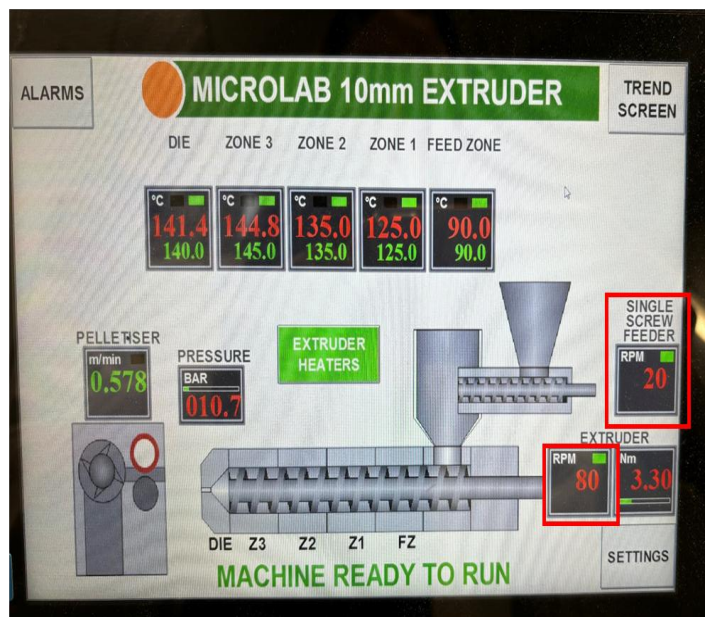 ALARMS
MICROLAB 10mm EXTRUDER
TREND
SCREEN
DIE ZONE 3 ZONE 2 ZONE 1 FEED ZONE
°C °C °C °C °C
141.4 144.8 135.0 125.0 90.0
140.0 145.0 135.0 125.0 90.0
SINGLE
SCREW
FEEDER
RPM
20
PELLETISER
m/min
0.578
PRESSURE
BAR
010.7
EXTRUDER
HEATERS
EXTRUDER
RPM Nm
80 3.30
DIE Z3 Z2 Z1 FZ
MACHINE READY TO RUN
SETTINGS